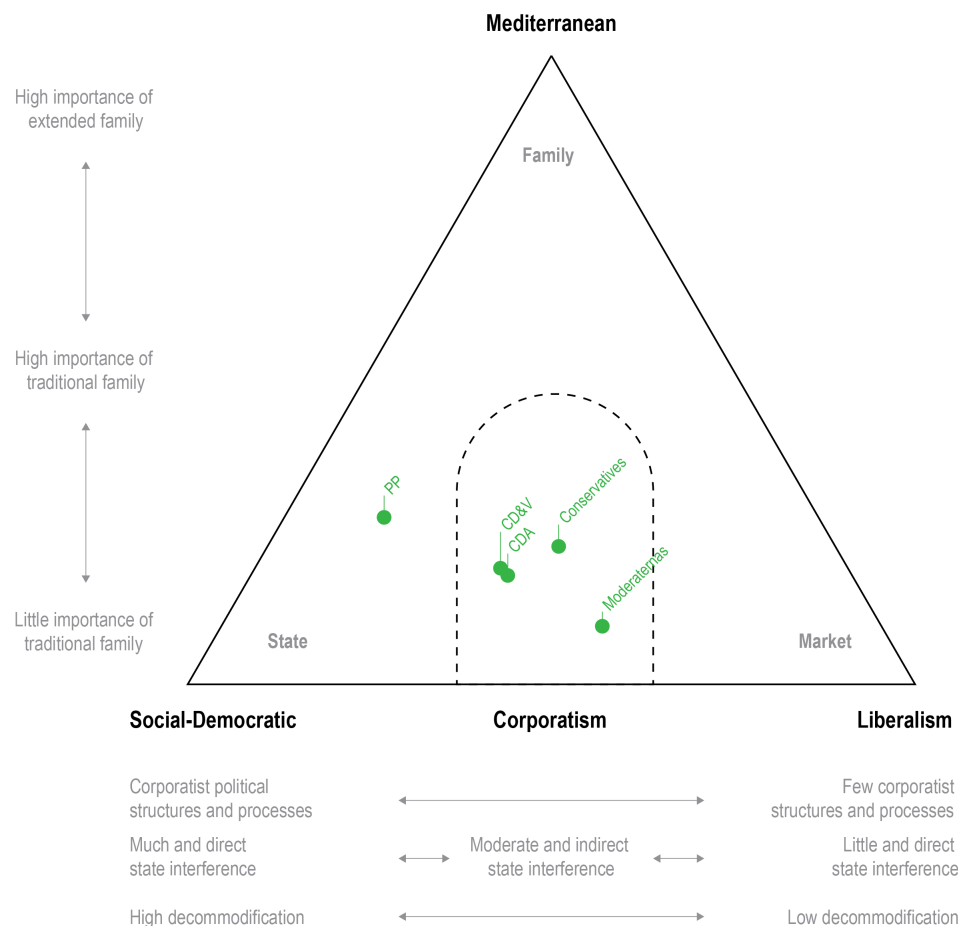 Mediterranean
High importance of
extended family
Family
High importance of
traditional family
PP
CD&V
CDA
Conservatives
Moderaternas
Little importance of
traditional family
State
Market
Social-Democratic
Corporatism
Liberalism
Corporatist political
structures and processes
Few corporatist
structures and processes
Much and direct
state interference
Moderate and indirect
state interference
Little and direct
state interference
High decommodification
Low decommodification